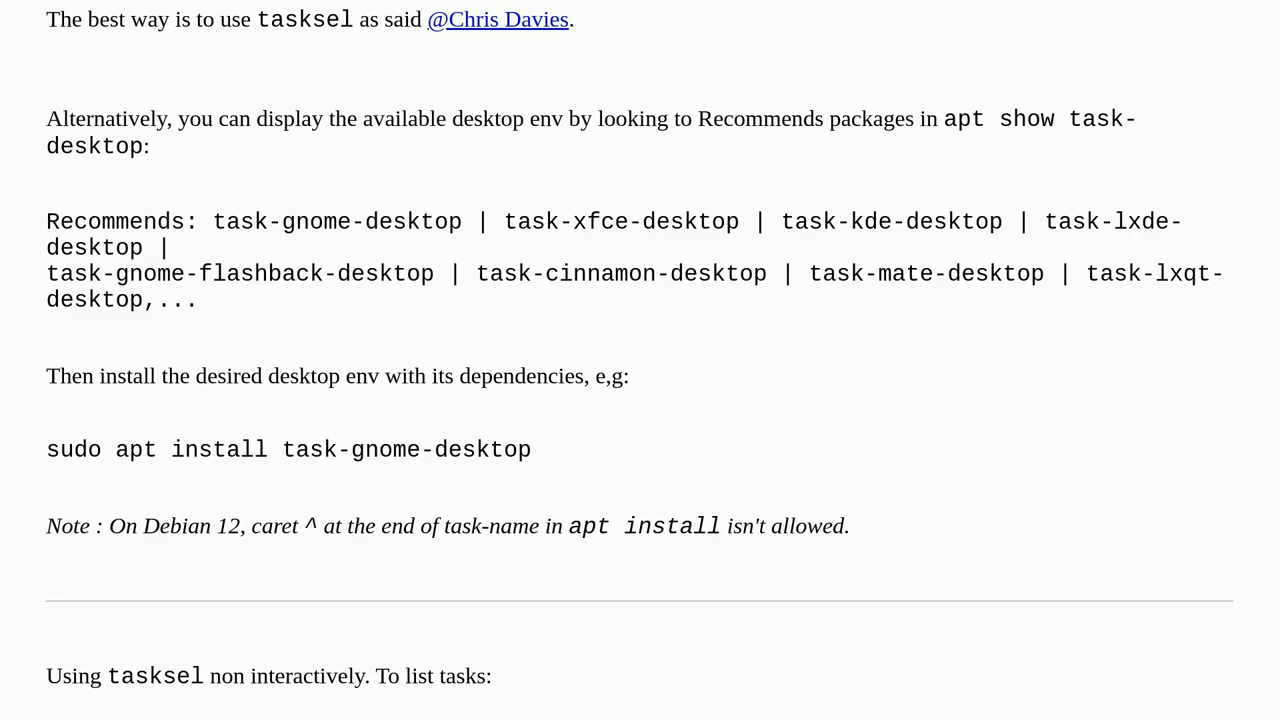 The best way is to use tasksel as said @Chris Davies.
Alternatively, you can display the available desktop env by looking to Recommends packages in apt show task-
desktop:
Recommends: task-gnome-desktop | task-xfce-desktop | task-kde-desktop | task-lxde-
desktop |
task-gnome-flashback-desktop | task-cinnamon-desktop | task-mate-desktop | task-lxqt-
desktop,...
Then install the desired desktop env with its dependencies, e,g:
sudo apt install task-gnome-desktop
Note : On Debian 12, caret ^ at the end of task-name in apt install isn't allowed.
Using tasksel non interactively. To list tasks: